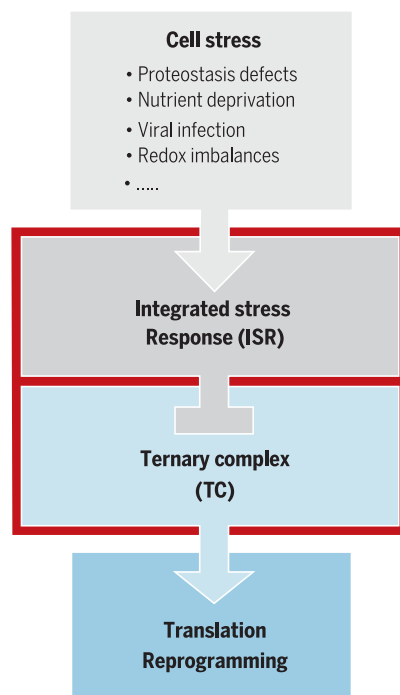 Cell stress
• Proteostasis defects
• Nutrient deprivation
• Viral infection
• Redox imbalances
• .....
Integrated stress
Response (ISR)
Ternary complex
(TC)
Translation
Reprogramming